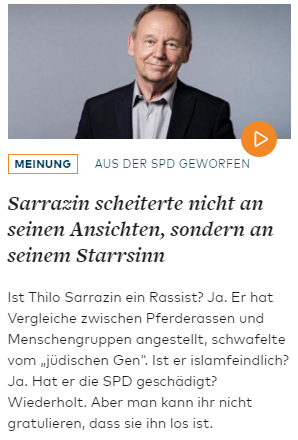 MEINUNG AUS DER SPD GEWORFEN
Sarrazin scheiterte nicht an
seinen Ansichten, sondern an
seinem Starrsinn
Ist Thilo Sarrazin ein Rassist? Ja. Er hat
Vergleiche zwischen Pferderassen und
Menschengruppen angestellt, schwafelte
vom „jüdischen Gen“. Ist er islamfeindlich?
Ja. Hat er die SPD geschädigt?
Wiederholt. Aber man kann ihr nicht
gratulieren, dass sie ihn los ist.